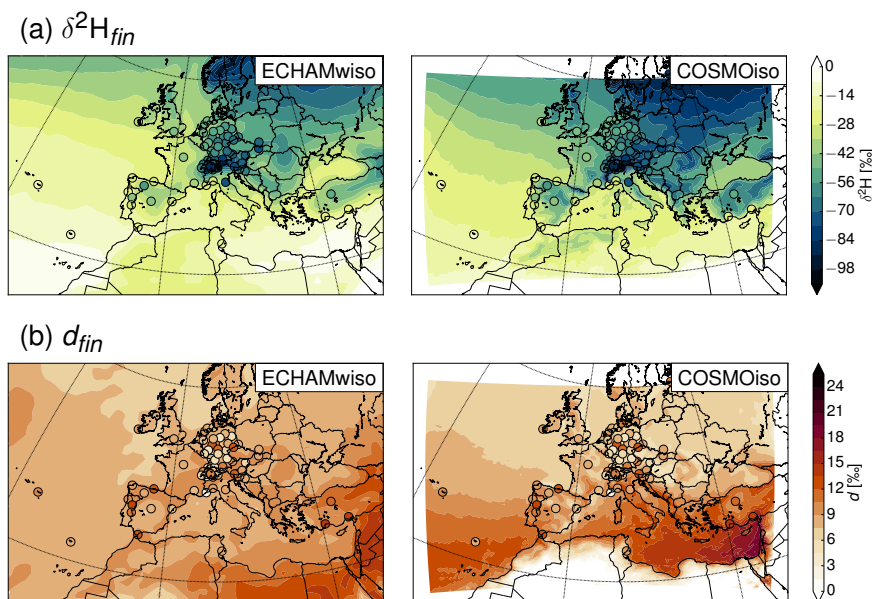 (a) δ²H_fin
ECHAMwiso
COSMOiso
0
−14
−28
−42
−56
−70
−84
−98
δ²H [‰]
(b) d_fin
ECHAMwiso
COSMOiso
24
21
18
15
12
9
6
3
0
d [‰]